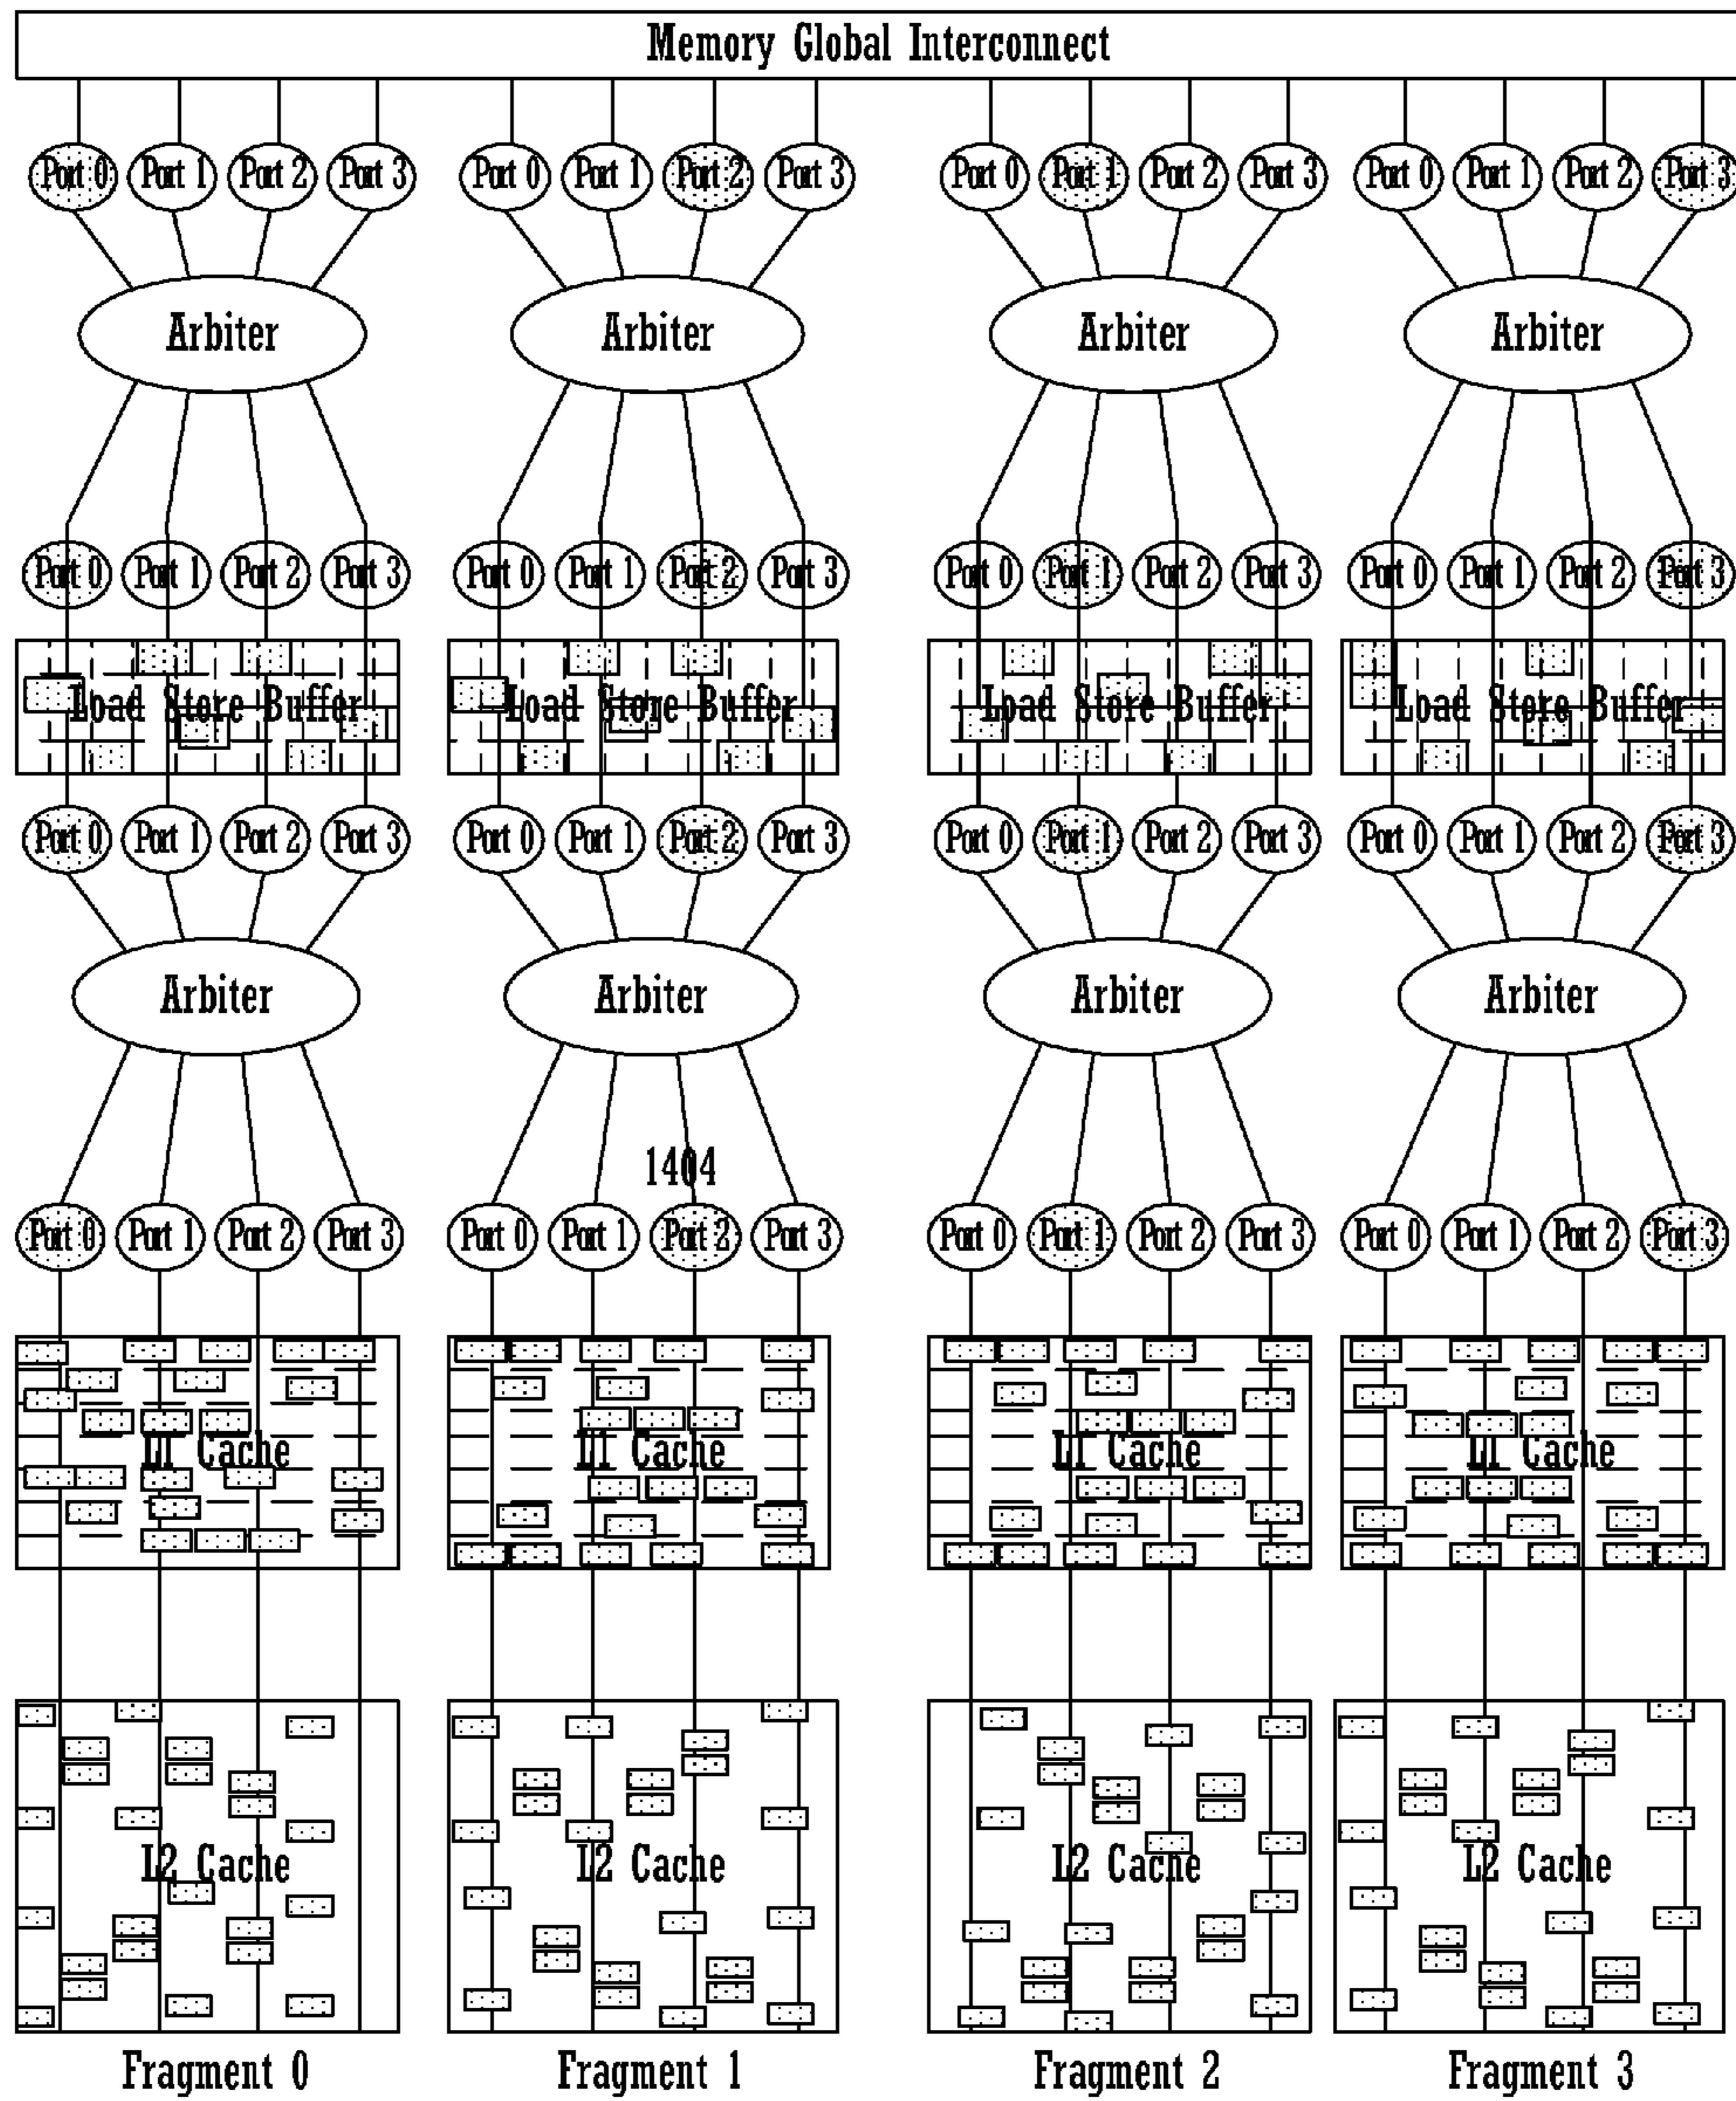 Memory Global Interconnect
Port 0 Port 1 Port 2 Port 3 Port 0 Port 1 Port 2 Port 3 Port 0 Port 1 Port 2 Port 3 Port 0 Port 1 Port 2 Port 3
Arbiter Arbiter Arbiter Arbiter
Port 0 Port 1 Port 2 Port 3 Port 0 Port 1 Port 2 Port 3 Port 0 Port 1 Port 2 Port 3 Port 0 Port 1 Port 2 Port 3
Load Store Buffer Load Store Buffer Load Store Buffer Load Store Buffer
Port 0 Port 1 Port 2 Port 3 Port 0 Port 1 Port 2 Port 3 Port 0 Port 1 Port 2 Port 3 Port 0 Port 1 Port 2 Port 3
Arbiter Arbiter Arbiter Arbiter
1404
Port 0 Port 1 Port 2 Port 3 Port 0 Port 1 Port 2 Port 3 Port 0 Port 1 Port 2 Port 3 Port 0 Port 1 Port 2 Port 3
L1 Cache L1 Cache L1 Cache L1 Cache
L2 Cache L2 Cache L2 Cache L2 Cache
Fragment 0 Fragment 1 Fragment 2 Fragment 3